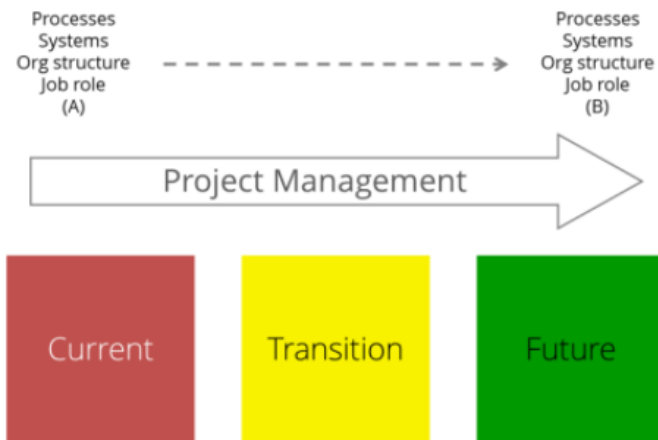 Processes
Systems
Org structure
Job role
(A)
Processes
Systems
Org structure
Job role
(B)
Project Management
Current
Transition
Future